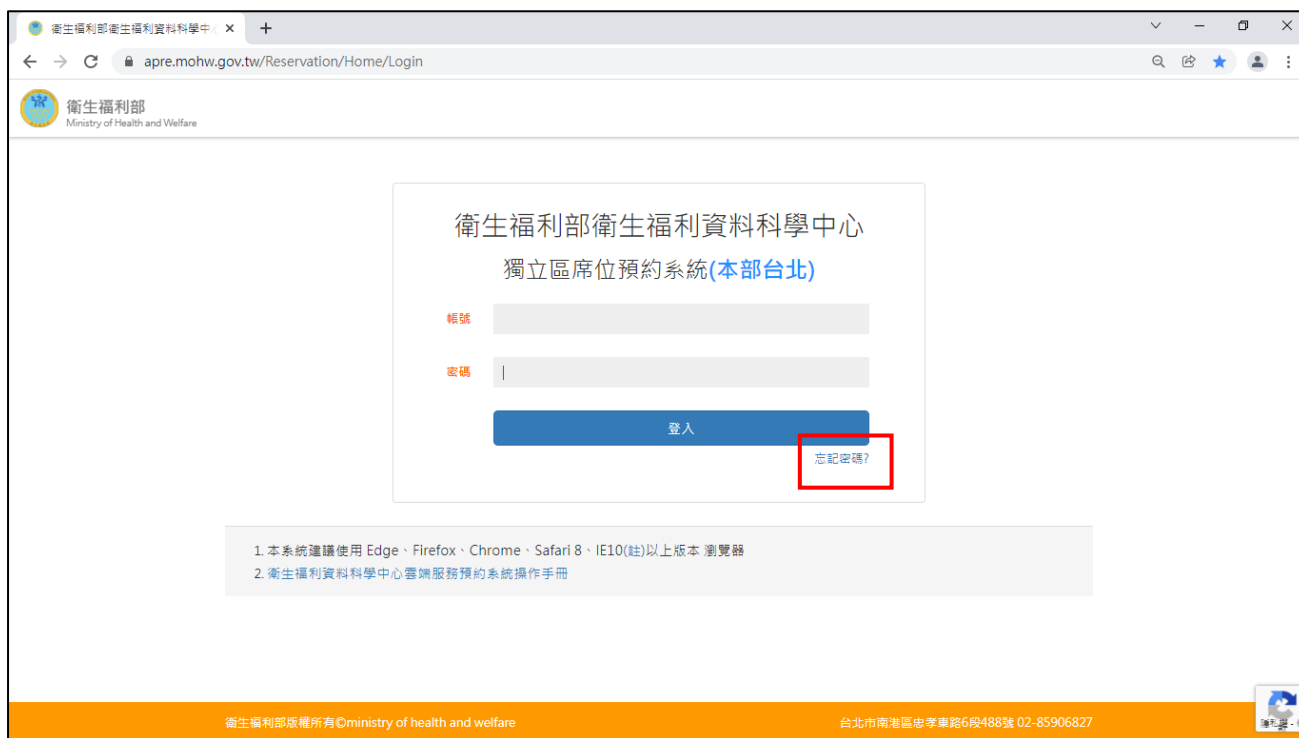 衛生福利部衛生福利資料科學中
apre.mohw.gov.tw/Reservation/Home/Login
衛生福利部
Ministry of Health and Welfare
衛生福利部衛生福利資料科學中心
獨立區席位預約系統(本部台北)
帳號
密碼
登入
忘記密碼?
1. 本系統建議使用 Edge、Firefox、Chrome、Safari 8、IE10(註)以上版本 瀏覽器
2. 衛生福利資料科學中心雲端服務預約系統操作手冊
衛生福利部版權所有©ministry of health and welfare
台北市南港區忠孝東路6段488號 02-85906827